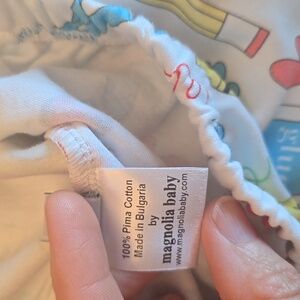 100% Pima Cotton
Made in Bulgaria
by
magnolia baby
www.magnoliababy.com